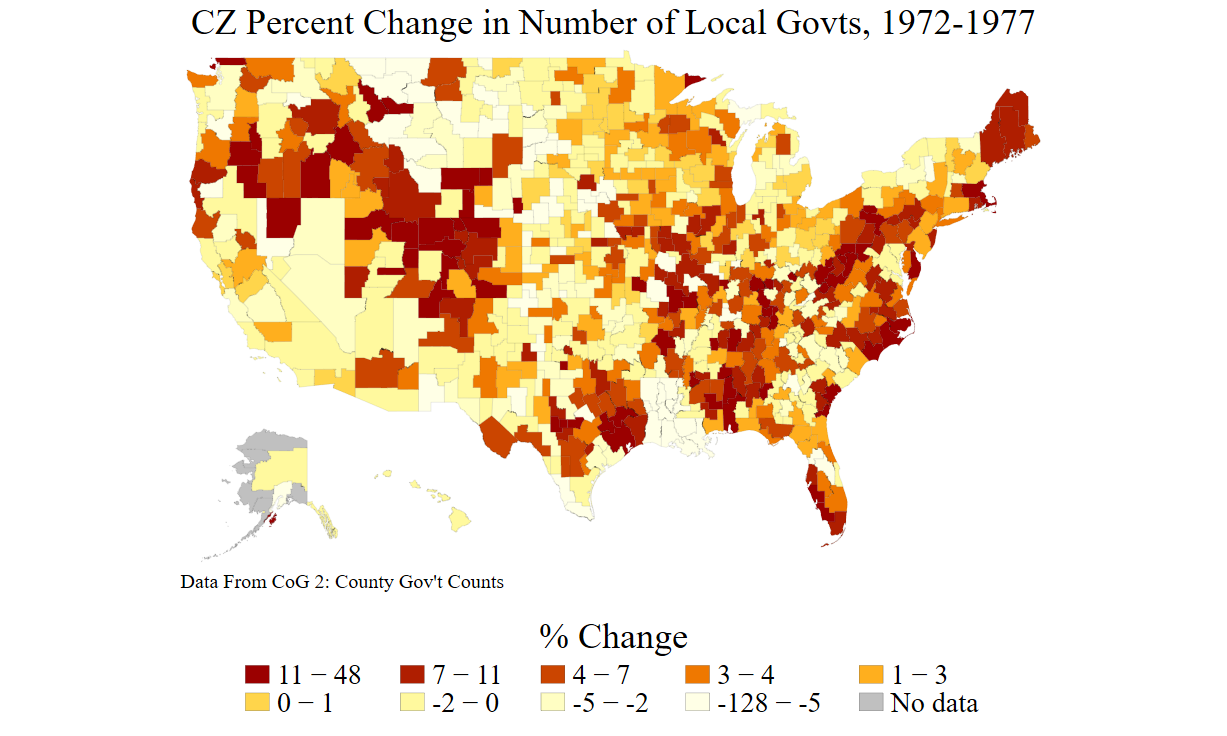 CZ Percent Change in Number of Local Govts, 1972-1977
Data From CoG 2: County Gov't Counts
% Change
11 − 48 7 − 11 4 − 7 3 − 4 1 − 3
0 − 1 -2 − 0 -5 − -2 -128 − -5 No data